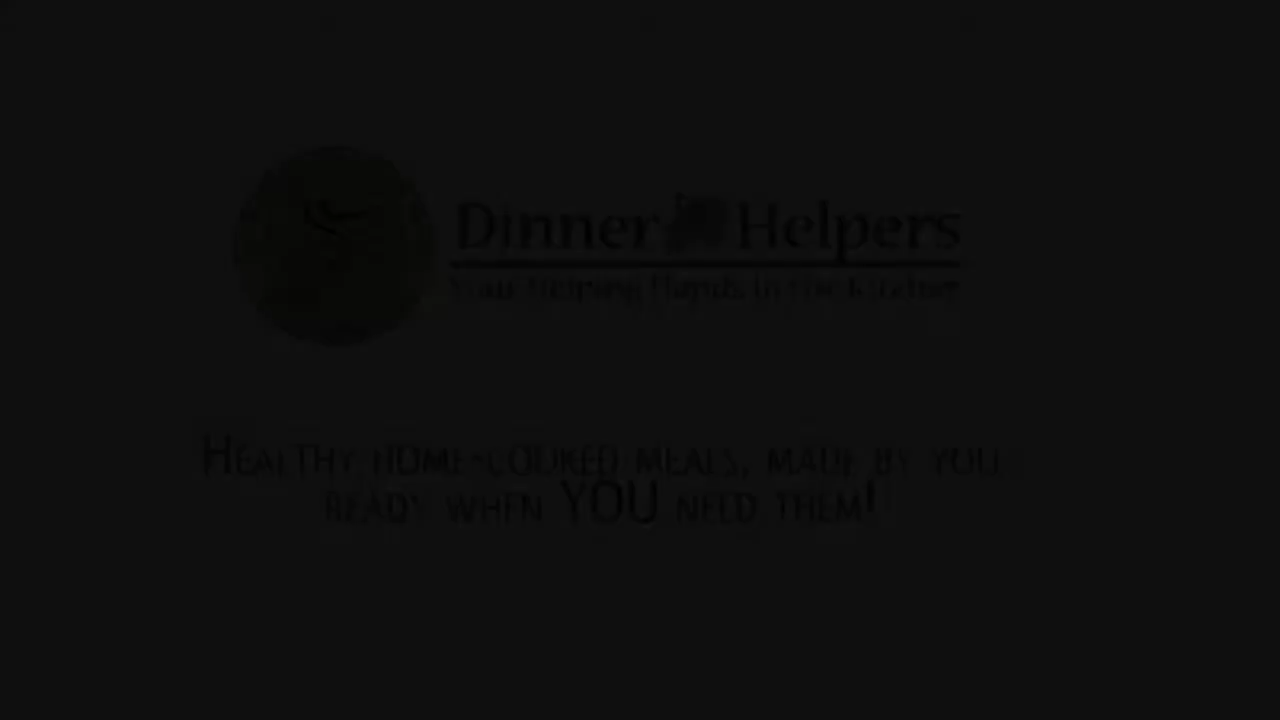 Dinner Helpers
Your Helping Hands in the Kitchen
HEALTHY HOME-COOKED MEALS, MADE BY YOU
READY WHEN YOU NEED THEM!